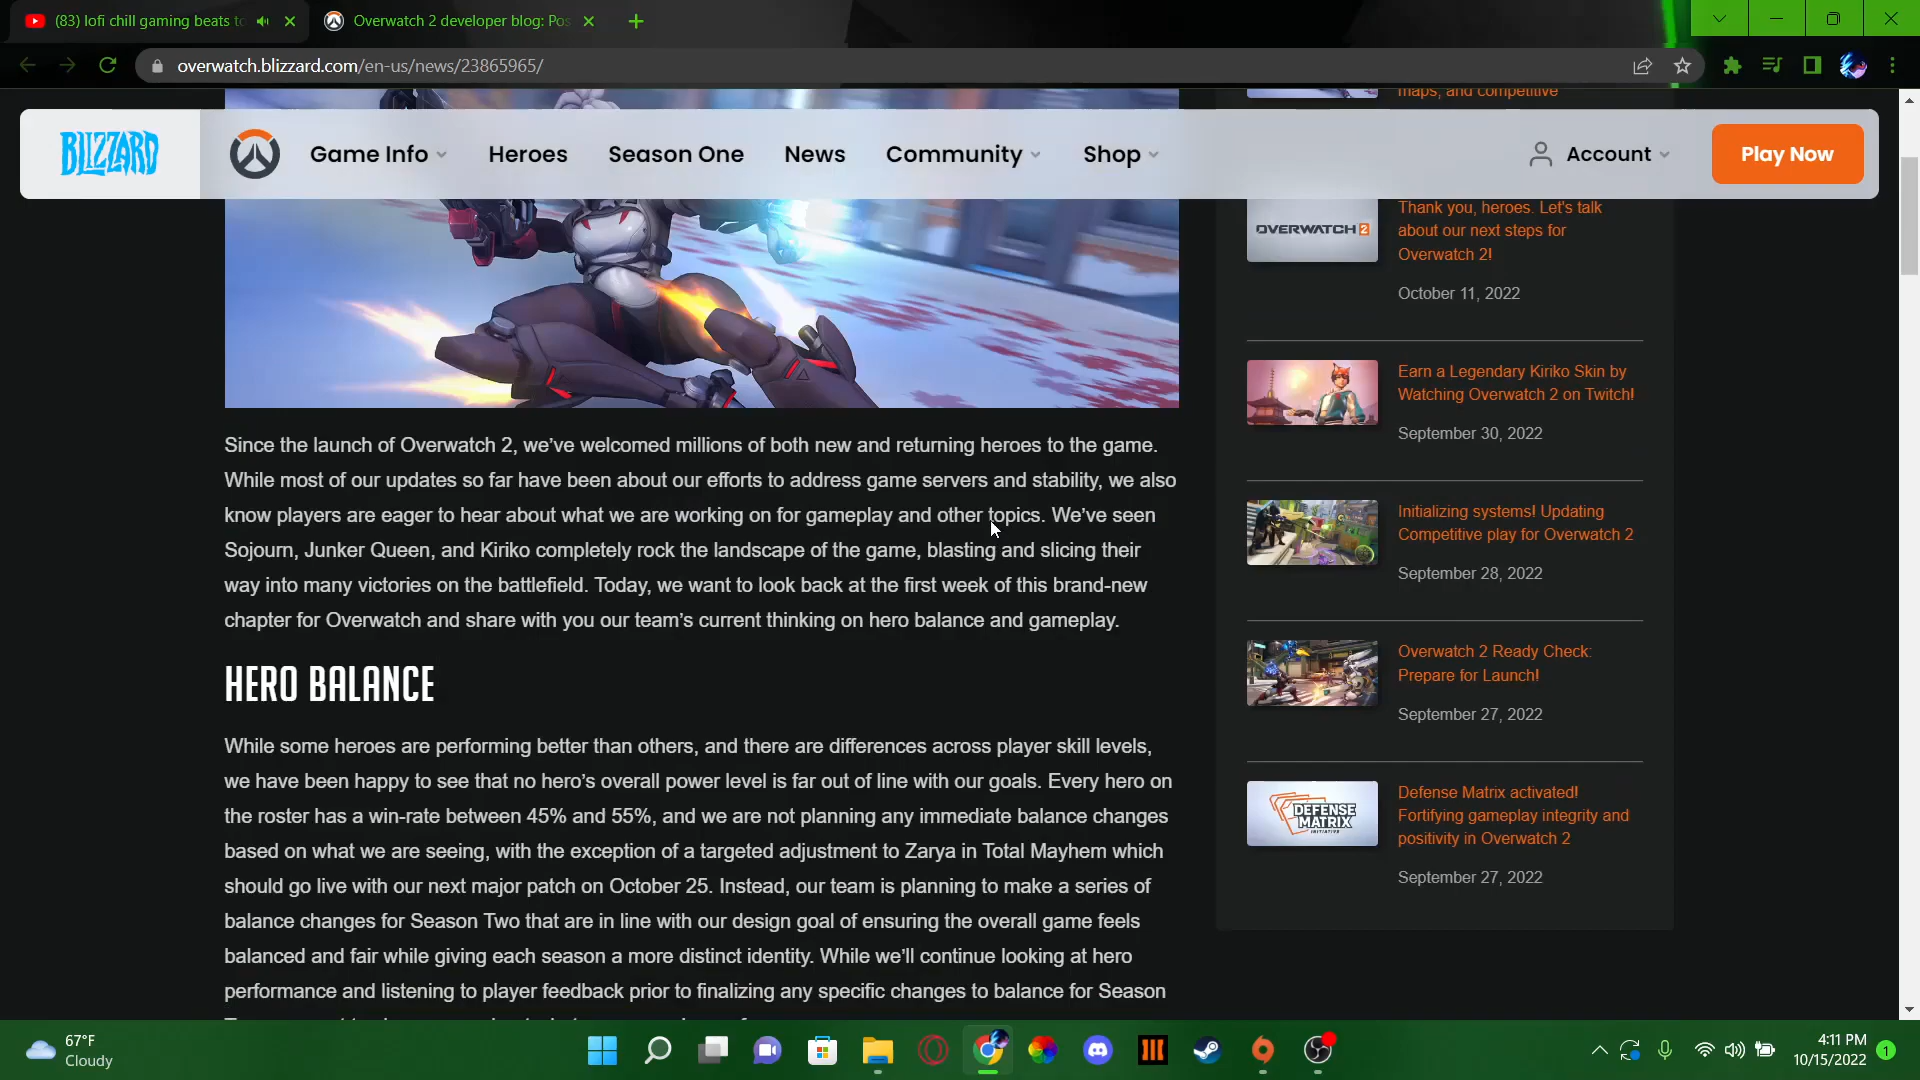 (83) lofi chill gaming beats to
Overwatch 2 developer blog: Pos
overwatch.blizzard.com/en-us/news/23865965/
maps, and competitive
BLIZZARD
Game Info
Heroes
Season One
News
Community
Shop
Account
Play Now
OVERWATCH 2
Thank you, heroes. Let's talk
about our next steps for
Overwatch 2!
October 11, 2022
Earn a Legendary Kiriko Skin by
Watching Overwatch 2 on Twitch!
September 30, 2022
Initializing systems! Updating
Competitive play for Overwatch 2
September 28, 2022
Overwatch 2 Ready Check:
Prepare for Launch!
September 27, 2022
DEFENSE
MATRIX
INITIATIVE
Defense Matrix activated!
Fortifying gameplay integrity and
positivity in Overwatch 2
September 27, 2022
Since the launch of Overwatch 2, we've welcomed millions of both new and returning heroes to the game.
While most of our updates so far have been about our efforts to address game servers and stability, we also
know players are eager to hear about what we are working on for gameplay and other topics. We've seen
Sojourn, Junker Queen, and Kiriko completely rock the landscape of the game, blasting and slicing their
way into many victories on the battlefield. Today, we want to look back at the first week of this brand-new
chapter for Overwatch and share with you our team's current thinking on hero balance and gameplay.
HERO BALANCE
While some heroes are performing better than others, and there are differences across player skill levels,
we have been happy to see that no hero's overall power level is far out of line with our goals. Every hero on
the roster has a win-rate between 45% and 55%, and we are not planning any immediate balance changes
based on what we are seeing, with the exception of a targeted adjustment to Zarya in Total Mayhem which
should go live with our next major patch on October 25. Instead, our team is planning to make a series of
balance changes for Season Two that are in line with our design goal of ensuring the overall game feels
balanced and fair while giving each season a more distinct identity. While we'll continue looking at hero
performance and listening to player feedback prior to finalizing any specific changes to balance for Season
67°F
Cloudy
4:11 PM
10/15/2022
1